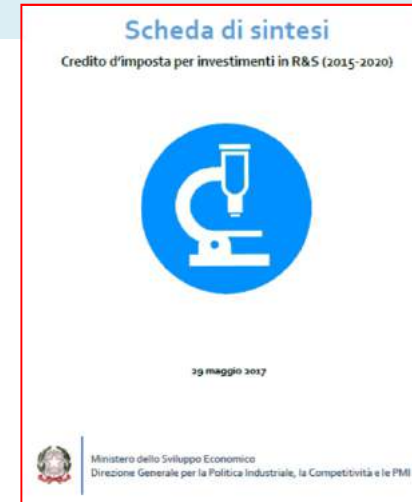 Scheda di sintesi
Credito d'imposta per investimenti in R&S (2015-2020)
29 maggio 2017
Ministero dello Sviluppo Economico
Direzione Generale per la Politica Industriale, la Competitività e le PMI